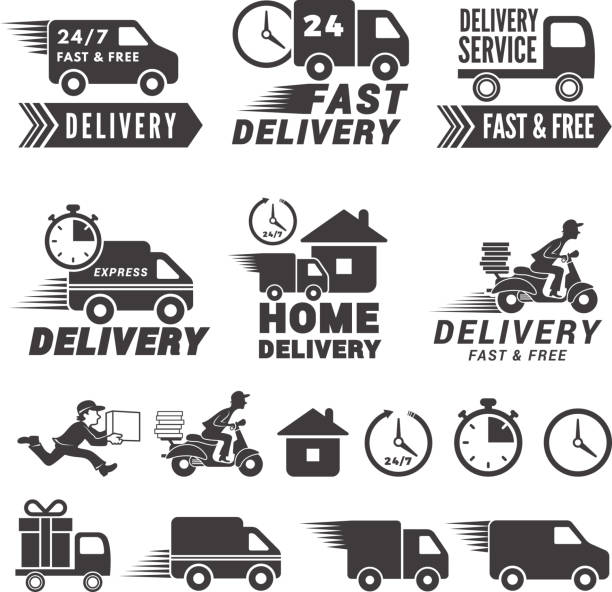 24/7
FAST & FREE
DELIVERY
24
FAST
DELIVERY
DELIVERY
SERVICE
FAST & FREE
EXPRESS
DELIVERY
24/7
HOME
DELIVERY
DELIVERY
FAST & FREE
24/7